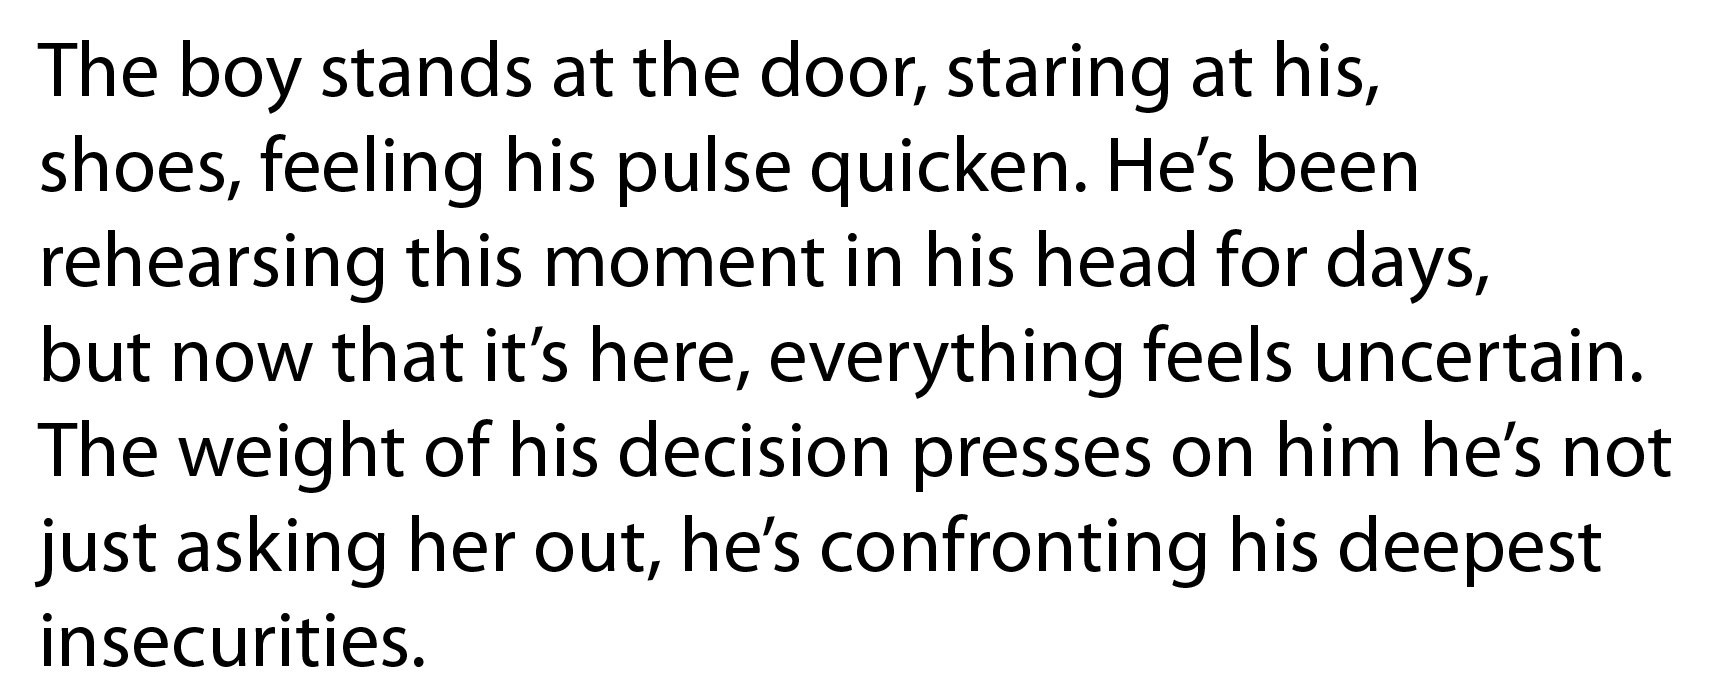 The boy stands at the door, staring at his,
shoes, feeling his pulse quicken. He’s been
rehearsing this moment in his head for days,
but now that it’s here, everything feels uncertain.
The weight of his decision presses on him he’s not
just asking her out, he’s confronting his deepest
insecurities.